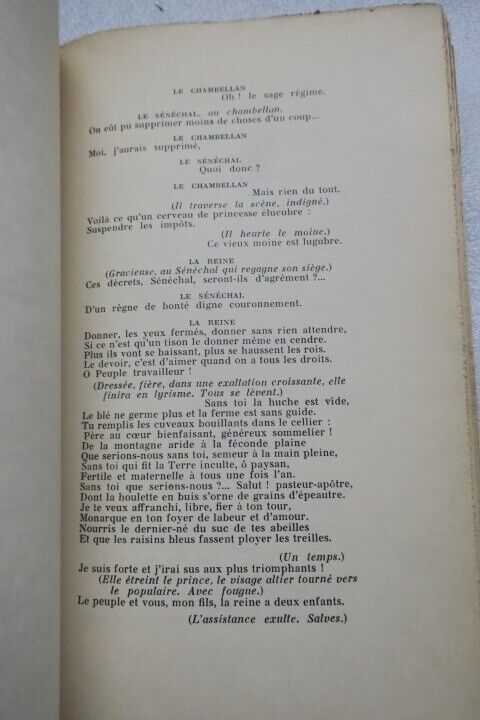 LE CHAMBELLAN
Oh ! le sage régime.
LE SÉNÉCHAL, au chambellan.
On eût pu supprimer moins de choses d'un coup...
LE CHAMBELLAN
Moi, j'aurais supprimé,
LE SÉNÉCHAL
Quoi donc ?
LE CHAMBELLAN
Mais rien du tout.
(Il traverse la scène, indigné.)
Voilà ce qu'un cerveau de princesse élucubre :
Suspendre les impôts.
(Il heurte le moine.)
Ce vieux moine est lugubre.
LA REINE
(Gracieuse, au Sénéchal qui regagne son siège.)
Ces décrets, Sénéchal, seront-ils d'agrément ?...
LE SÉNÉCHAL
D'un règne de bonté digne couronnement.
LA REINE
Donner, les yeux fermés, donner sans rien attendre,
Si ce n'est qu'un tison le donner même en cendre.
Plus ils vont se baissant, plus se haussent les rois.
Le devoir, c'est d'aimer quand on a tous les droits.
O Peuple travailleur !
(Dressée, fière, dans une exaltation croissante, elle
finira en lyrisme. Tous se lèvent.)
Sans toi la huche est vide,
Le blé ne germe plus et la ferme est sans guide.
Tu remplis les cuveaux bouillants dans le cellier :
Père au cœur bienfaisant, généreux sommelier !
De la montagne aride à la féconde plaine
Que serions-nous sans toi, semeur à la main pleine,
Sans toi qui fit la Terre inculte, ô paysan,
Fertile et maternelle à tous une fois l'an.
Sans toi que seriens-nous ?... Salut ! pasteur-apôtre,
Dont la houlette en buis s'orne de grains d'épeautre.
Je te veux affranchi, libre, fier à ton tour,
Monarque en ton foyer de labeur et d'amour.
Nourris le dernier-né du suc de tes abeilles
Et que les raisins bleus fassent ployer les treilles.
(Un temps.)
Je suis forte et j'irai sus aux plus triomphants !
(Elle étreint le prince, le visage altier tourné vers
le populaire. Avec fougue.)
Le peuple et vous, mon fils, la reine a deux enfants.
(L'assistance exulte. Salves.)